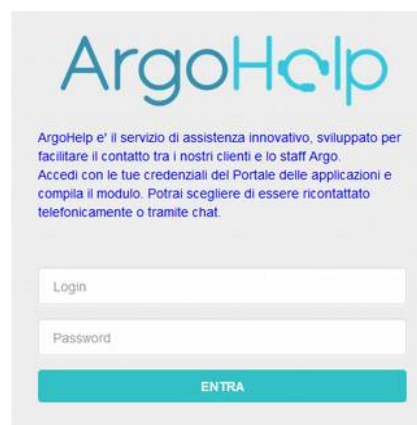 ArgoHelp
ArgoHelp e' il servizio di assistenza innovativo, sviluppato per
facilitare il contatto tra i nostri clienti e lo staff Argo.
Accedi con le tue credenziali del Portale delle applicazioni e
compila il modulo. Potrai scegliere di essere ricontattato
telefonicamente o tramite chat.
Login
Password
ENTRA